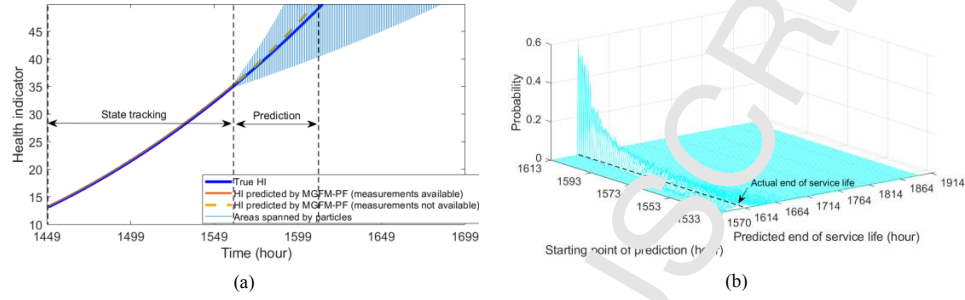 45
40
35
30
25
20
15
10
Health indicator
State tracking
Prediction
True HI
HI predicted by MGFM-PF (measurements available)
HI predicted by MGFM-PF (measurements not available)
Areas spanned by particles
1449 1499 1549 1599 1649 1699
Time (hour)
(a)
0.6
0.4
0.2
0
Probability
1613
1593
1573
1553
1533
Actual end of service life
1570
1614
1664
1714
1764
1814
1864
1914
Starting point of prediction (hour)
Predicted end of service life (hour)
(b)